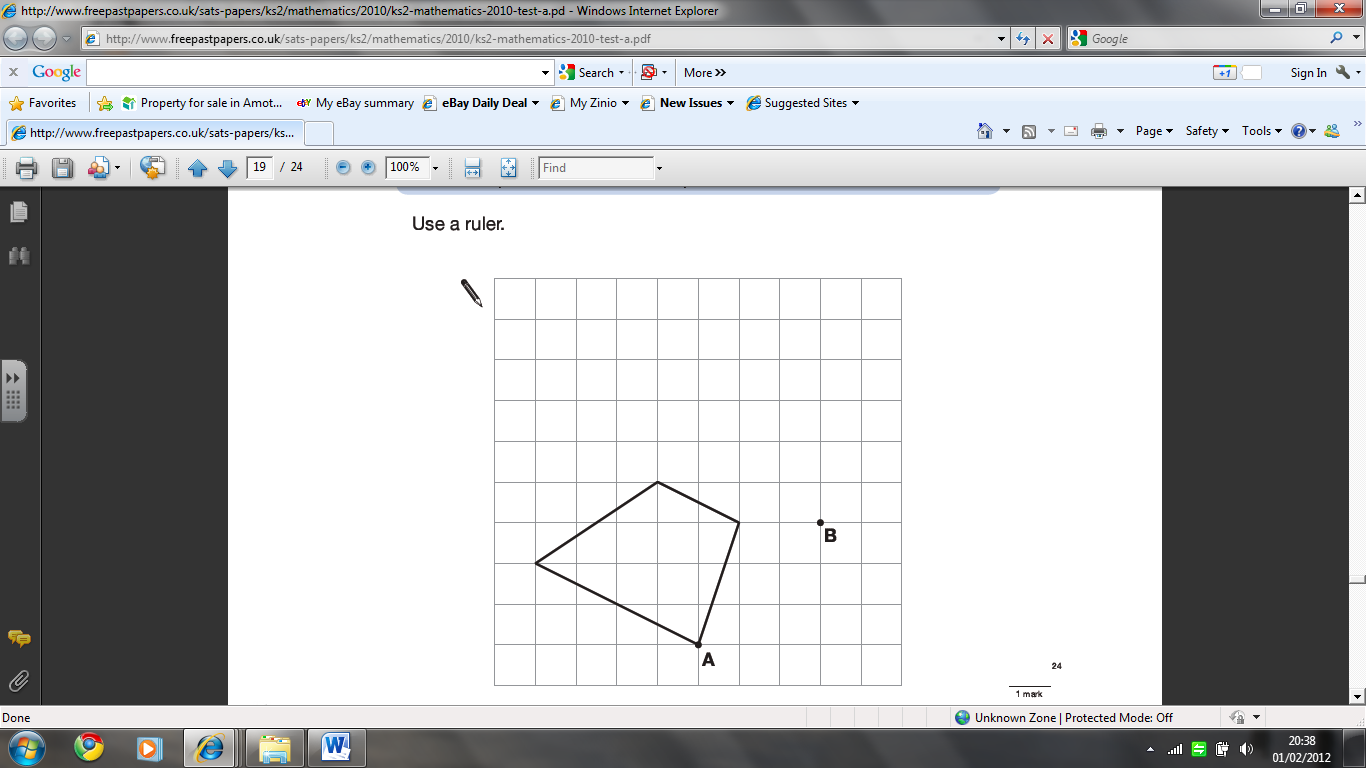 http://www.freepastpapers.co.uk/sats-papers/ks2/mathematics/2010/ks2-mathematics-2010-test-a.pd - Windows Internet Explorer
http://www.freepastpapers.co.uk/sats-papers/ks2/mathematics/2010/ks2-mathematics-2010-test-a.pdf
Google
x Google Search More >> +1 Sign In
Favorites Property for sale in Amot... eBay My eBay summary eBay Daily Deal My Zinio New Issues Suggested Sites
http://www.freepastpapers.co.uk/sats-papers/ks... Page Safety Tools
19 / 24 100% Find
Use a ruler.
B
A
24
1 mark
Done Unknown Zone | Protected Mode: Off
20:38
01/02/2012